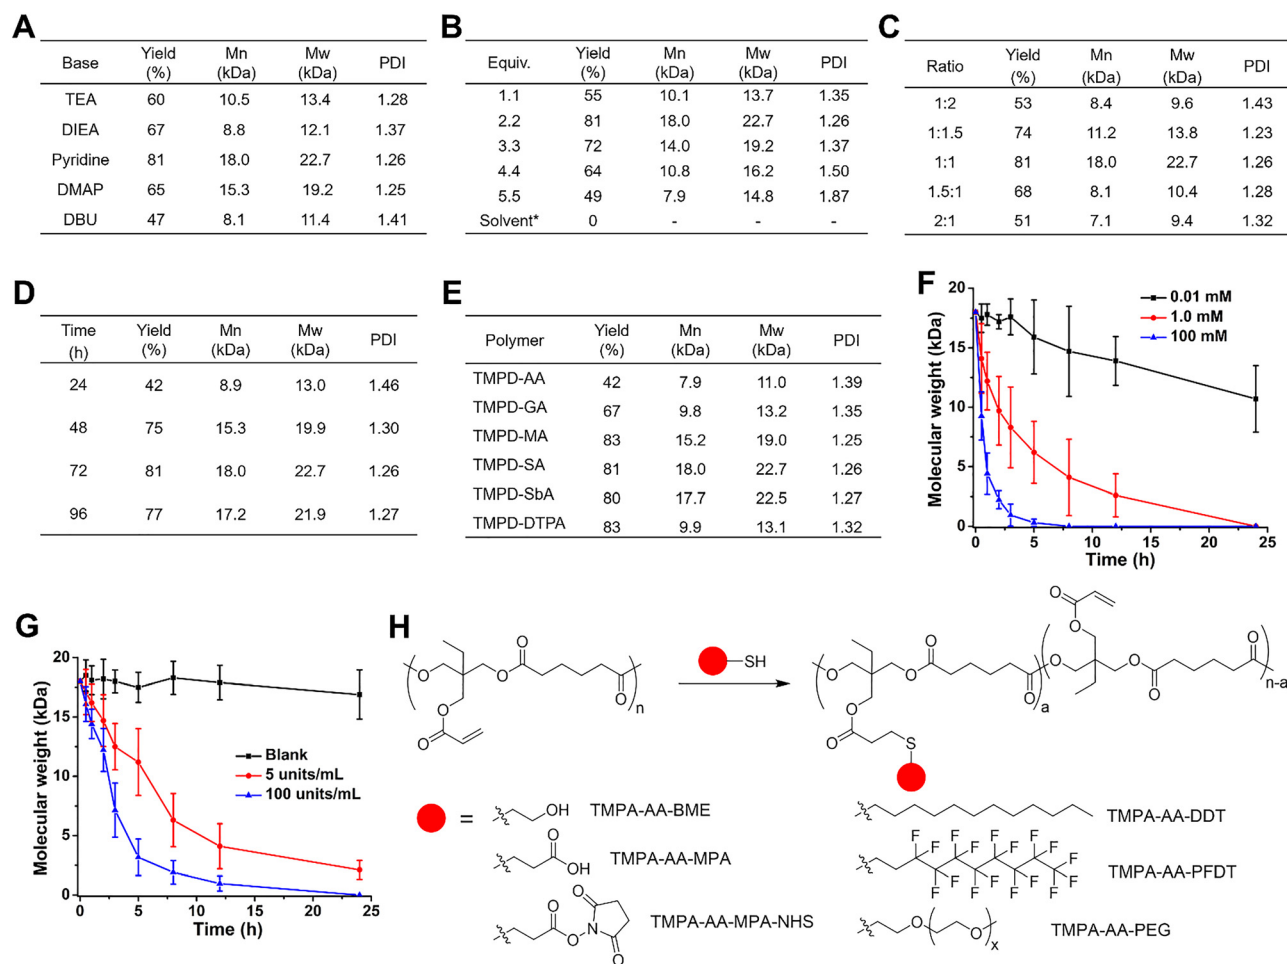 A
Base Yield (%) Mn (kDa) Mw (kDa) PDI
TEA 60 10.5 13.4 1.28
DIEA 67 8.8 12.1 1.37
Pyridine 81 18.0 22.7 1.26
DMAP 65 15.3 19.2 1.25
DBU 47 8.1 11.4 1.41
B
Equiv. Yield (%) Mn (kDa) Mw (kDa) PDI
1.1 55 10.1 13.7 1.35
2.2 81 18.0 22.7 1.26
3.3 72 14.0 19.2 1.37
4.4 64 10.8 16.2 1.50
5.5 49 7.9 14.8 1.87
Solvent* 0 - - -
C
Ratio Yield (%) Mn (kDa) Mw (kDa) PDI
1:2 53 8.4 9.6 1.43
1:1.5 74 11.2 13.8 1.23
1:1 81 18.0 22.7 1.26
1.5:1 68 8.1 10.4 1.28
2:1 51 7.1 9.4 1.32
D
Time (h) Yield (%) Mn (kDa) Mw (kDa) PDI
24 42 8.9 13.0 1.46
48 75 15.3 19.9 1.30
72 81 18.0 22.7 1.26
96 77 17.2 21.9 1.27
E
Polymer Yield (%) Mn (kDa) Mw (kDa) PDI
TMPD-AA 42 7.9 11.0 1.39
TMPD-GA 67 9.8 13.2 1.35
TMPD-MA 83 15.2 19.0 1.25
TMPD-SA 81 18.0 22.7 1.26
TMPD-SbA 80 17.7 22.5 1.27
TMPD-DTPA 83 9.9 13.1 1.32
F
Molecular weight (kDa)
20
15
10
5
0
0.01 mM
1.0 mM
100 mM
0 5 10 15 20 25
Time (h)
G
Molecular weight (kDa)
20
15
10
5
0
Blank
5 units/mL
100 units/mL
0 5 10 15 20 25
Time (h)
H
O O O O O O n
SH
O O O O O O a O O O O O O n-a
S
=
OH TMPA-AA-BME
O OH TMPA-AA-MPA
O O N O O TMPA-AA-MPA-NHS
TMPA-AA-DDT
F F F F F F F F F F F F F F F F F TMPA-AA-PFDT
O O x TMPA-AA-PEG